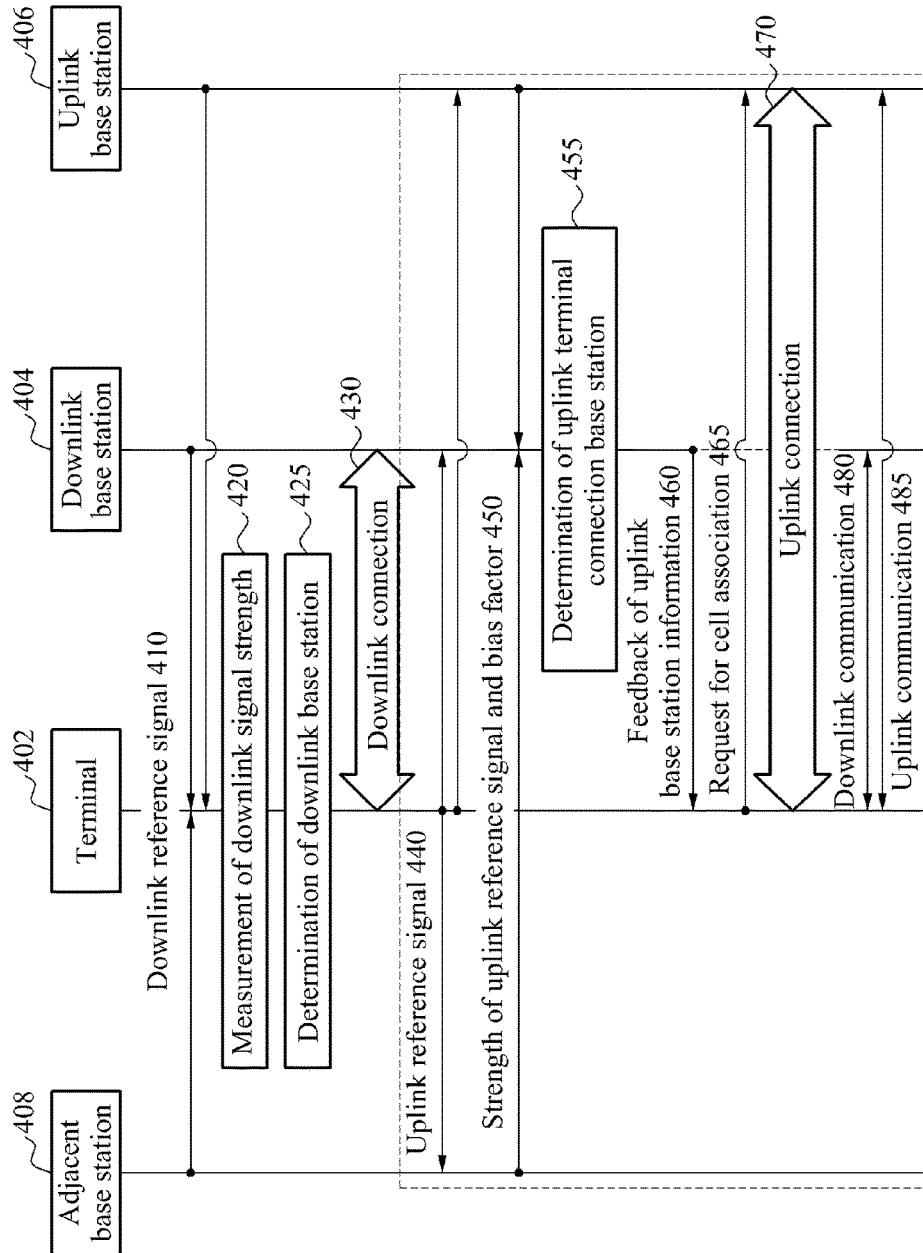 408
Adjacent
base station
402
Terminal
404
Downlink
base station
406
Uplink
base station
Downlink reference signal 410
Measurement of downlink signal strength
420
Determination of downlink base station
425
430
Downlink connection
Uplink reference signal 440
Strength of uplink reference signal and bias factor 450
455
Determination of uplink terminal
connection base station
Feedback of uplink
base station information 460
Request for cell association 465
470
Uplink connection
Downlink communication 480
Uplink communication 485